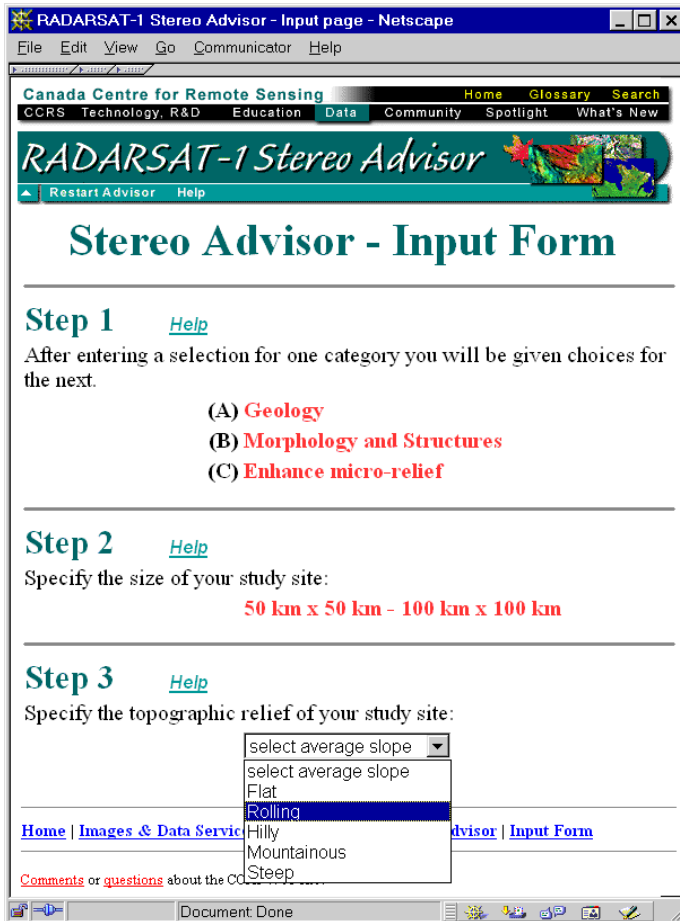 RADARSAT-1 Stereo Advisor - Input page - Netscape
File Edit View Go Communicator Help
Canada Centre for Remote Sensing Home Glossary Search
CCRS Technology, R&D Education Data Community Spotlight What's New
RADARSAT-1 Stereo Advisor
Restart Advisor Help
Stereo Advisor - Input Form
Step 1 Help
After entering a selection for one category you will be given choices for
the next.
(A) Geology
(B) Morphology and Structures
(C) Enhance micro-relief
Step 2 Help
Specify the size of your study site:
50 km x 50 km - 100 km x 100 km
Step 3 Help
Specify the topographic relief of your study site:
select average slope
select average slope
Flat
Rolling
Hilly
Mountainous
Steep
Home | Images & Data Servic dvisor | Input Form
Comments or questions about the
Document: Done